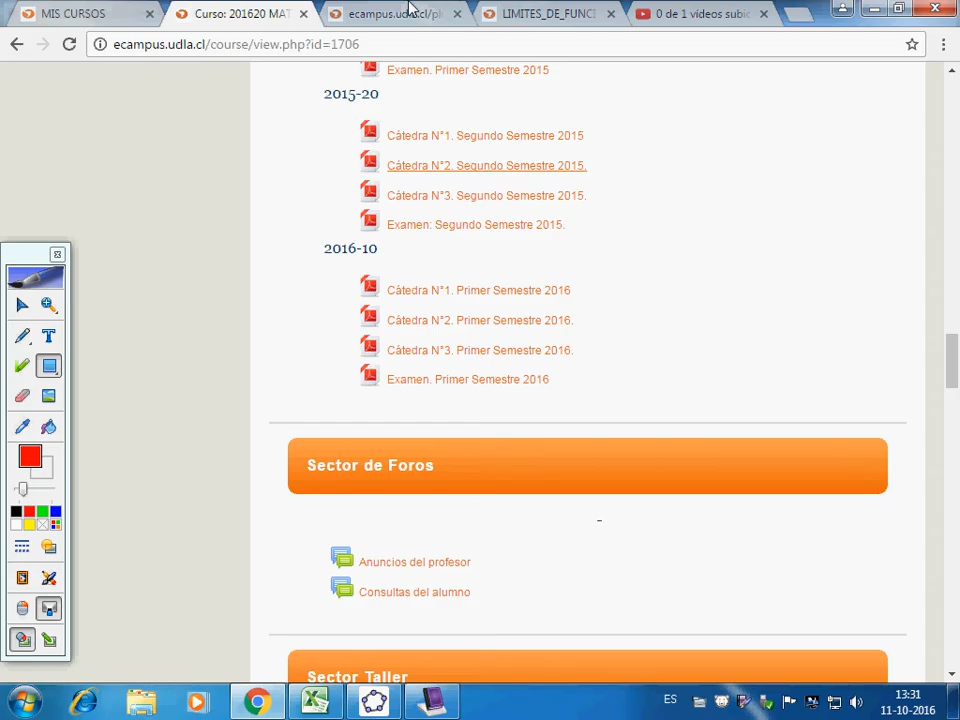 MIS CURSOS
Curso: 201620 MAT
ecampus.udla.cl/pl
LIMITES_DE_FUNCI
0 de 1 videos subid
ecampus.udla.cl/course/view.php?id=1706
Examen. Primer Semestre 2015
2015-20
Cátedra N°1. Segundo Semestre 2015
Cátedra N°2. Segundo Semestre 2015.
Cátedra N°3. Segundo Semestre 2015.
Examen: Segundo Semestre 2015.
2016-10
Cátedra N°1. Primer Semestre 2016
Cátedra N°2. Primer Semestre 2016.
Cátedra N°3. Primer Semestre 2016.
Examen. Primer Semestre 2016
Sector de Foros
-
Anuncios del profesor
Consultas del alumno
Sector Taller
ES
13:31
11-10-2016